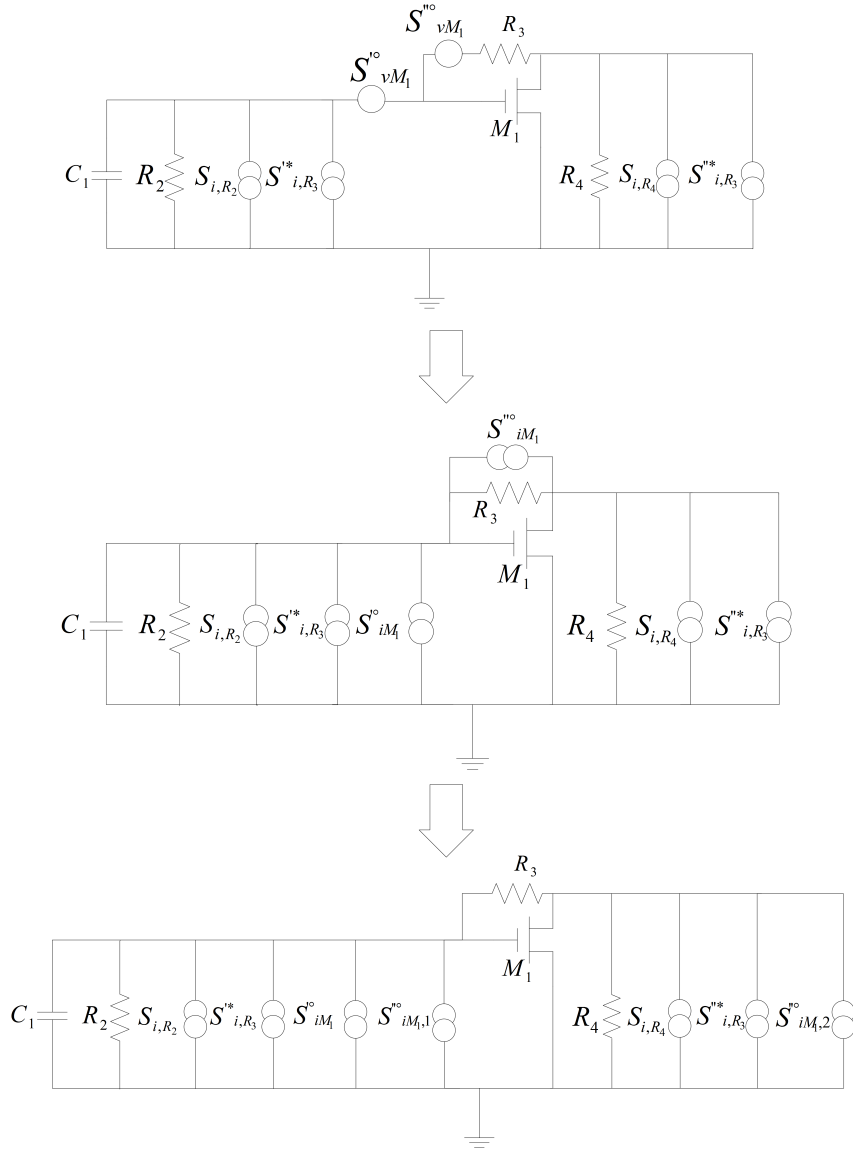 S''°vM1 R3
S'°vM1
M1
C1 R2 Si,R2 S'*i,R3 R4 Si,R4 S''*i,R3
S''°iM1
R3
M1
C1 R2 Si,R2 S'*i,R3 S'°iM1 R4 Si,R4 S''*i,R3
R3
M1
C1 R2 Si,R2 S'*i,R3 S'°iM1 S''°iM1,1 R4 Si,R4 S''*i,R3 S''°iM1,2